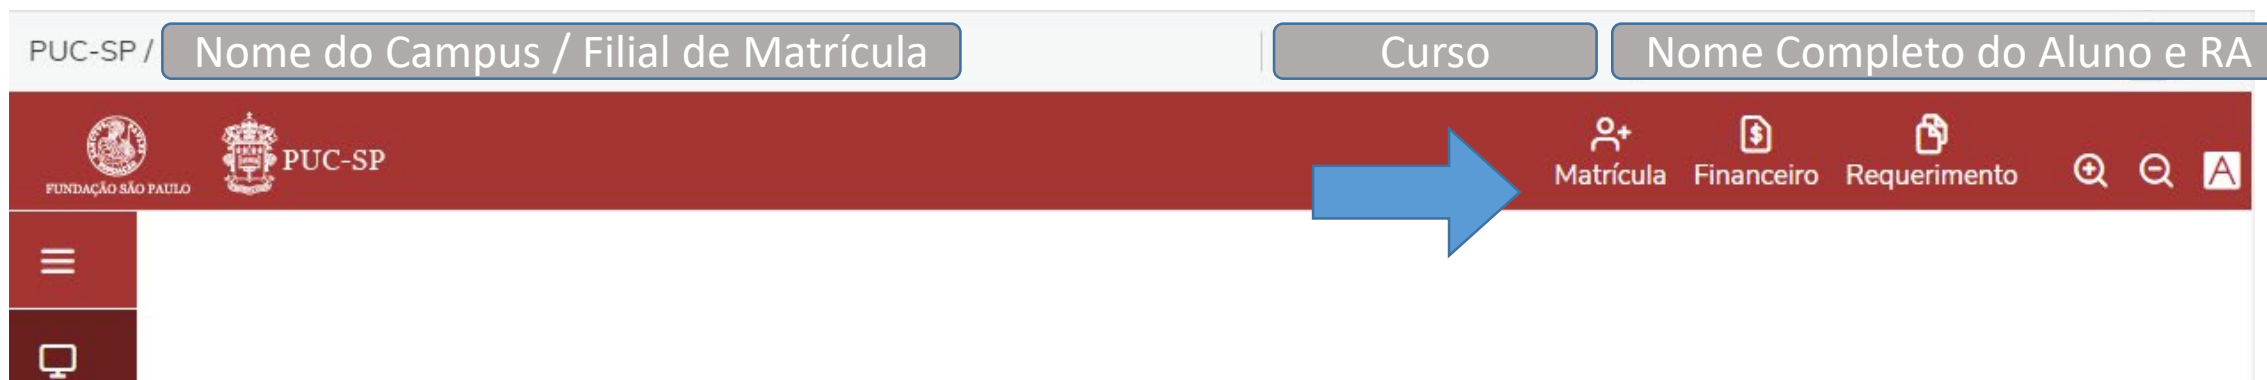 PUC-SP / Nome do Campus / Filial de Matrícula Curso Nome Completo do Aluno e RA
FUNDAÇÃO SÃO PAULO PUC-SP Matrícula Financeiro Requerimento A